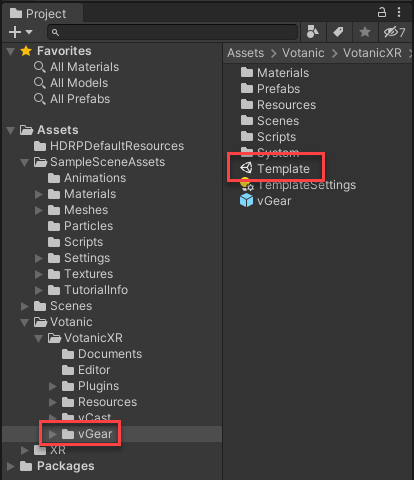 Project
7
Favorites
All Materials
All Models
All Prefabs
Assets
HDRPDefaultResources
SampleSceneAssets
Animations
Materials
Meshes
Particles
Scripts
Settings
Textures
TutorialInfo
Scenes
Votanic
VotanicXR
Documents
Editor
Plugins
Resources
vCast
vGear
XR
Packages
Assets > Votanic > VotanicXR
Materials
Prefabs
Resources
Scenes
Scripts
System
Template
TemplateSettings
vGear